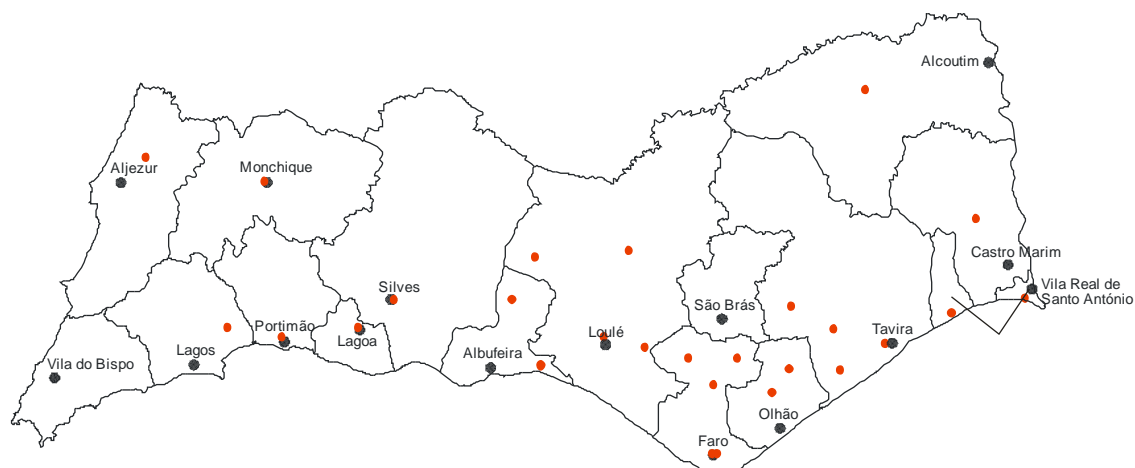 Alcoutim
Aljezur
Monchique
Castro Marim
Silves
Vila Real de
Santo António
São Brás
Portimão
Lagoa
Loulé
Tavira
Vila do Bispo
Lagos
Albufeira
Olhão
Faro